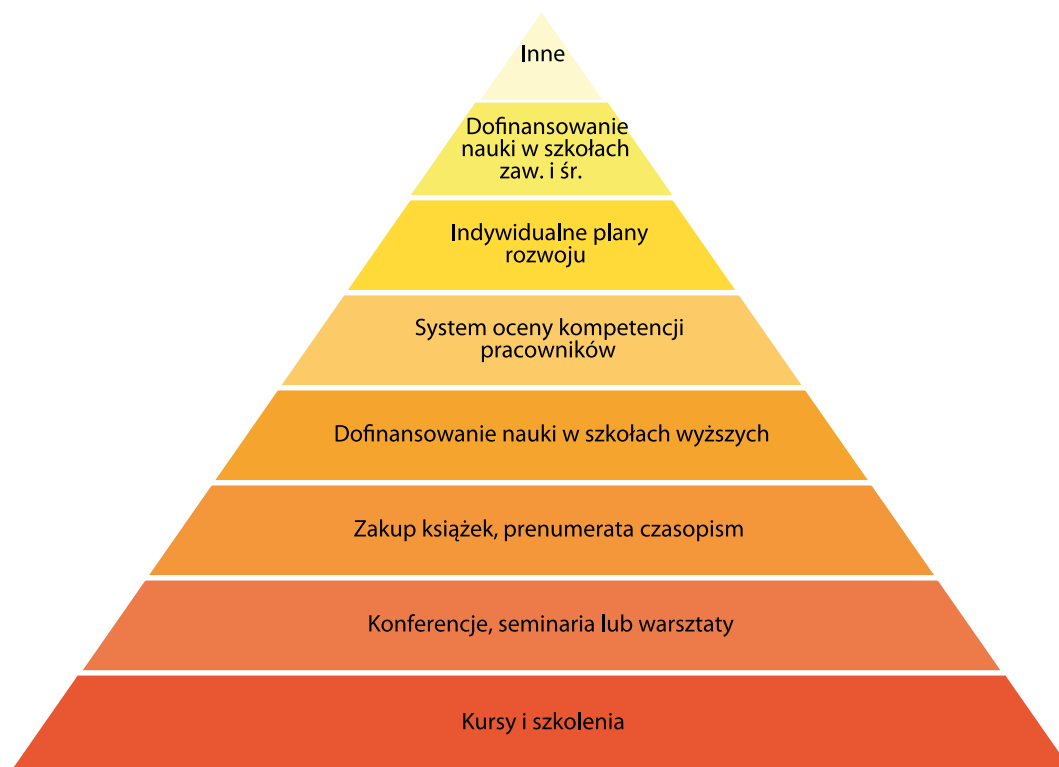 Inne
Dofinansowanie
nauki w szkołach
zaw. i śr.
Indywidualne plany
rozwoju
System oceny kompetencji
pracowników
Dofinansowanie nauki w szkołach wyższych
Zakup książek, prenumerata czasopism
Konferencje, seminaria lub warsztaty
Kursy i szkolenia